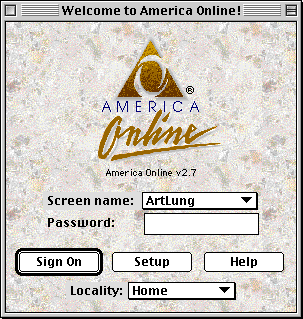 Welcome to America Online!
®
AMERICA
Online
America Online v2.7
Screen name: ArtLung
Password:
Sign On Setup Help
Locality: Home